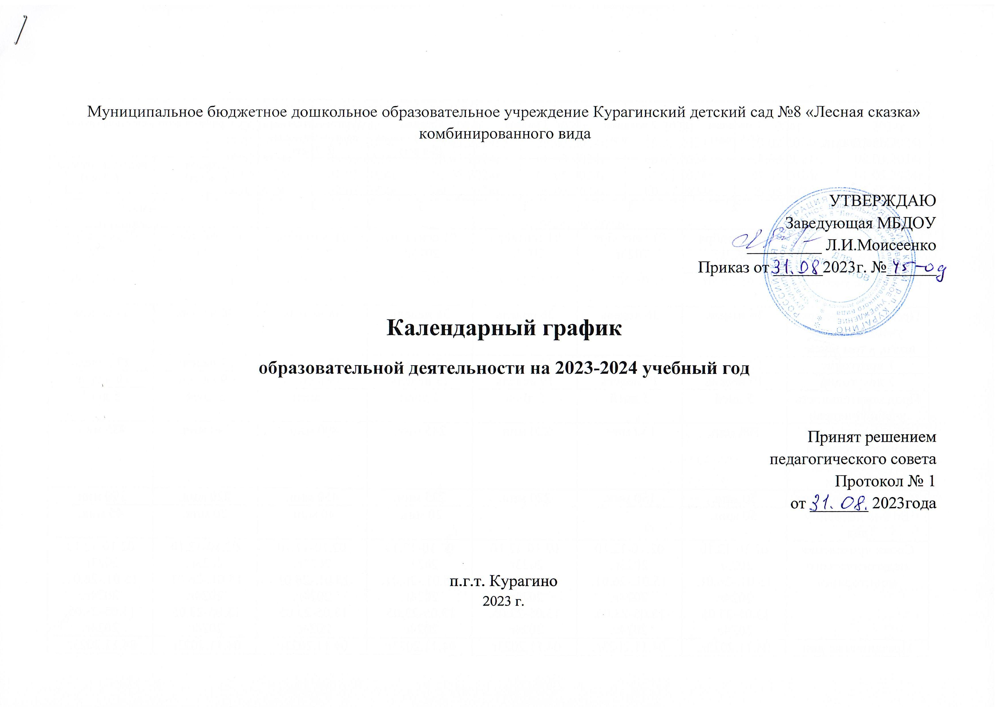 Муниципальное бюджетное дошкольное образовательное учреждение Курагинский детский сад №8 «Лесная сказка»
комбинированного вида
УТВЕРЖДАЮ
Заведующая МБДОУ
Л.И.Моисеенко
Приказ от 31.08 2023г. № 45-од
Календарный график
образовательной деятельности на 2023-2024 учебный год
Принят решением
педагогического совета
Протокол № 1
от 31.08. 2023года
п.г.т. Курагино
2023 г.